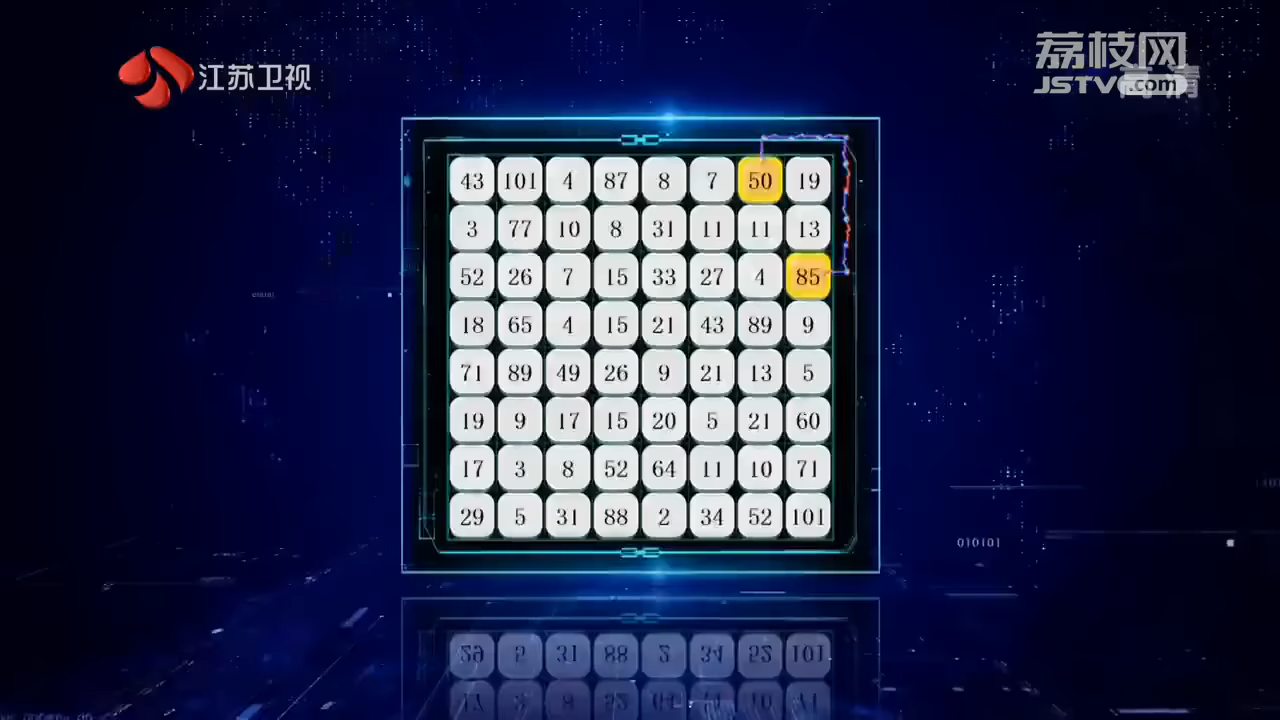 江苏卫视
荔枝网
JSTV.com
43 101 4 87 8 7 50 19
3 77 10 8 31 11 11 13
52 26 7 15 33 27 4 85
18 65 4 15 21 43 89 9
71 89 49 26 9 21 13 5
19 9 17 15 20 5 21 60
17 3 8 52 64 11 10 71
29 5 31 88 2 34 52 101
010101